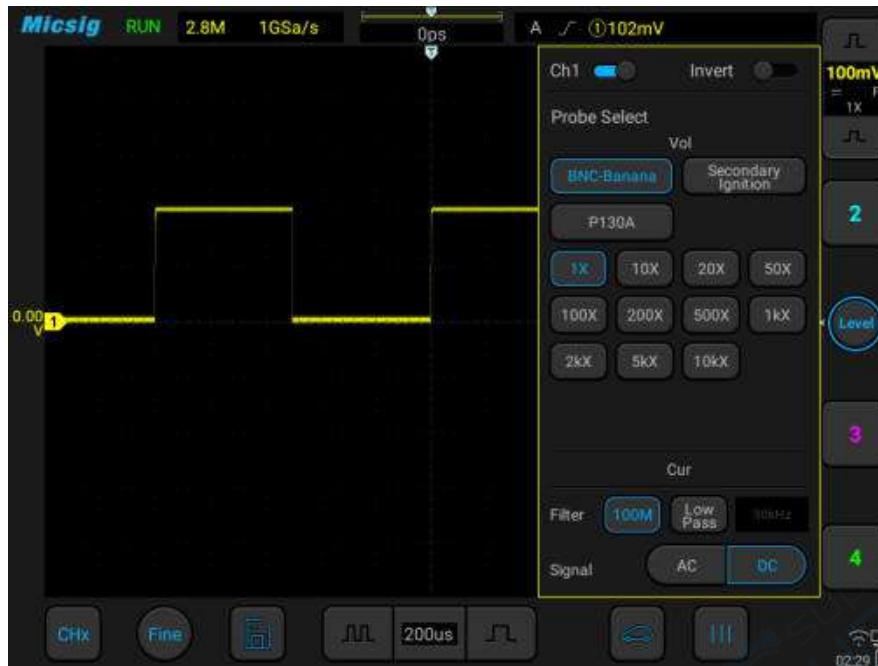 Micsig RUN 2.8M 1GSa/s 0ps A ①102mV
Ch1 Invert
100mV
1X
Probe Select
Vol
BNC-Banana Secondary Ignition
P130A
2
1X 10X 20X 50X
0.00 V 1 100X 200X 500X 1kX Level
2kX 5kX 10kX
3
Cur
Filter 100M Low Pass 30kHz
Signal AC DC 4
CHx Fine 200us
02:29